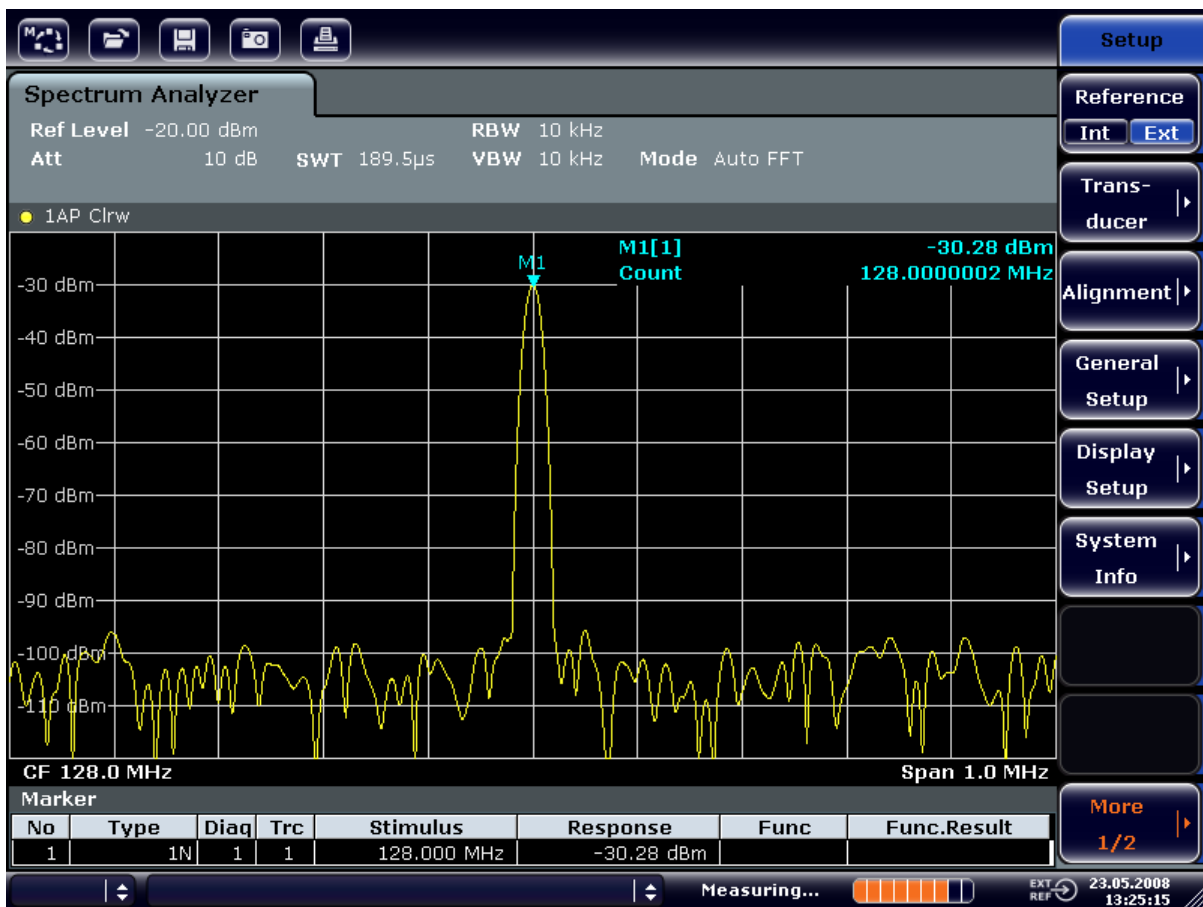 M
Setup
Spectrum Analyzer
Ref Level -20.00 dBm RBW 10 kHz
Att 10 dB SWT 189.5µs VBW 10 kHz Mode Auto FFT
1AP Clrw
M1[1] -30.28 dBm
Count 128.0000002 MHz
M1
-30 dBm
-40 dBm
-50 dBm
-60 dBm
-70 dBm
-80 dBm
-90 dBm
-100 dBm
-110 dBm
CF 128.0 MHz Span 1.0 MHz
Marker
No Type Diaq Trc Stimulus Response Func Func.Result
1 1N 1 1 128.000 MHz -30.28 dBm
Reference
Int Ext
Trans-
ducer
Alignment
General
Setup
Display
Setup
System
Info
More
1/2
Measuring...
EXT
REF
23.05.2008
13:25:15